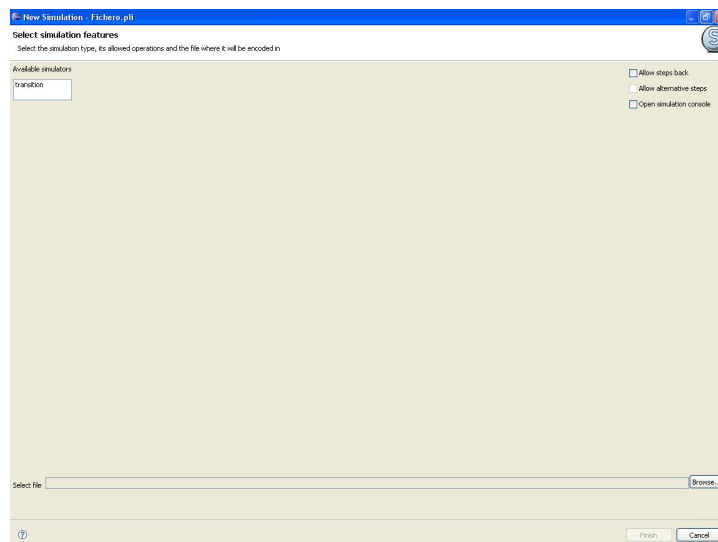 New Simulation - Fichero.pli
Select simulation features
Select the simulation type, its allowed operations and the file where it will be encoded in
Available simulators
transition
Allow steps back
Allow alternative steps
Open simulation console
Select file
Browse..
Finish
Cancel